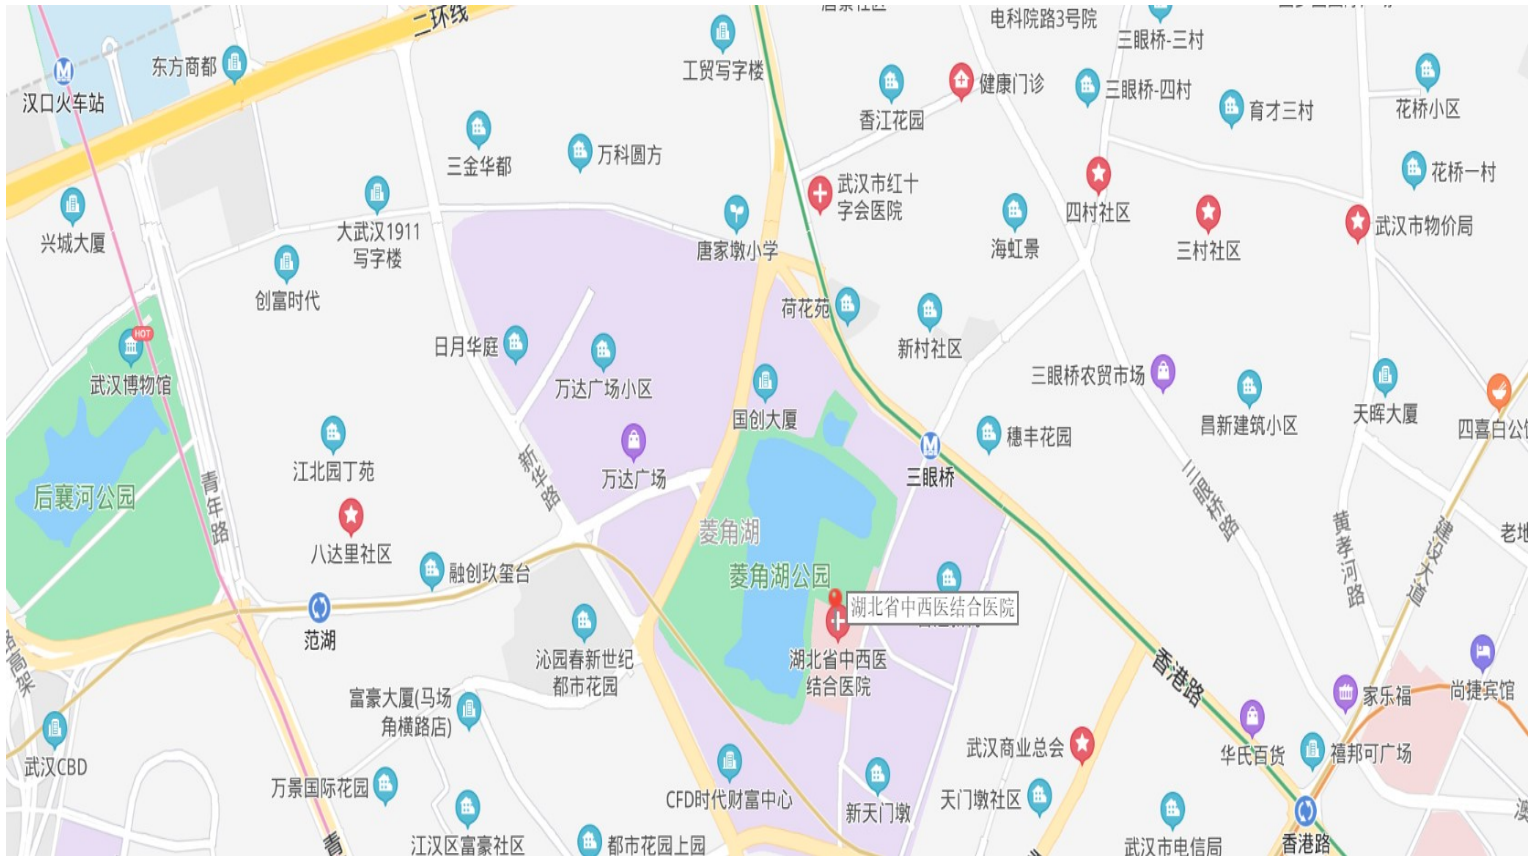 二环线
电科院路3号院
三眼桥-三村
工贸写字楼
东方商都
汉口火车站
香江花园
健康门诊
三眼桥-四村
育才三村
花桥小区
三金华都
万科圆方
花桥一村
武汉市红十
字会医院
四村社区
三村社区
武汉市物价局
兴城大厦
大武汉1911
写字楼
唐家墩小学
海虹景
创富时代
荷花苑
新村社区
HOT
武汉博物馆
日月华庭
万达广场小区
国创大厦
三眼桥农贸市场
昌新建筑小区
天晖大厦
四喜白公馆
江北园丁苑
新华路
万达广场
三眼桥
穗丰花园
后襄河公园
青年路
菱角湖
三眼桥路
黄孝河路
建设大道
八达里社区
融创玖玺台
菱角湖公园
湖北省中西医结合医院
范湖
沁园春新世纪
都市花园
湖北省中西医
结合医院
香港路
富豪大厦(马场
角横路店)
家乐福
尚捷宾馆
武汉CBD
武汉商业总会
华氏百货
禧邦可广场
万景国际花园
CFD时代财富中心
新天门墩
天门墩社区
江汉区富豪社区
都市花园上园
武汉市电信局
香港路